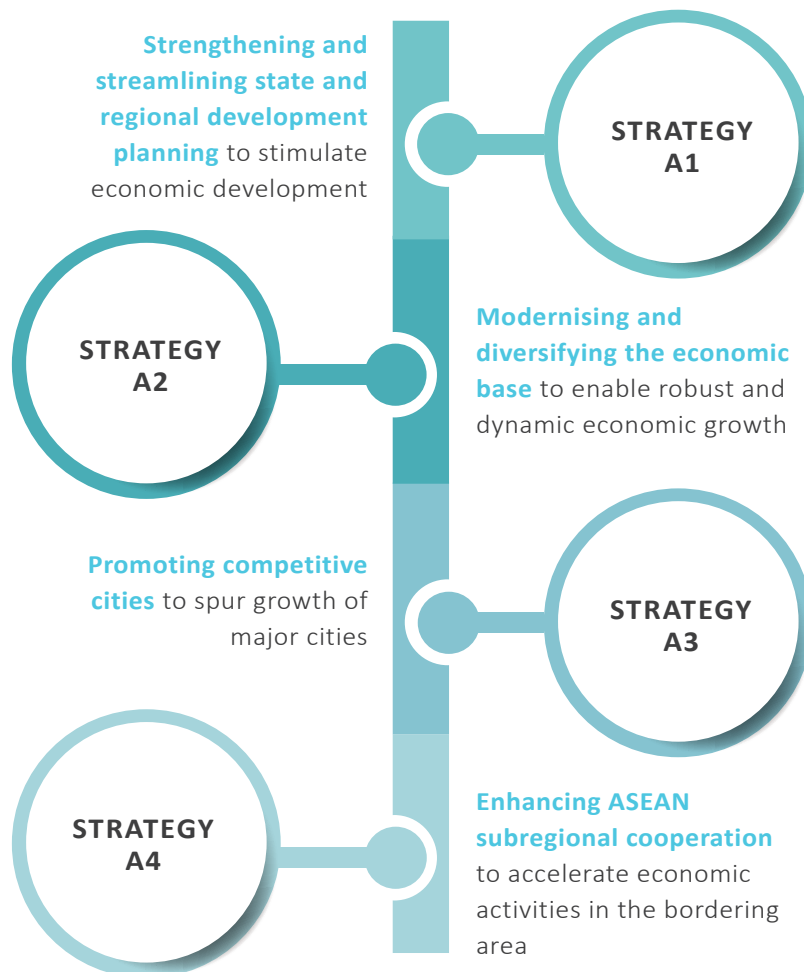 Strengthening and
streamlining state and
regional development
planning to stimulate
economic development
STRATEGY
A1
STRATEGY
A2
Modernising and
diversifying the economic
base to enable robust and
dynamic economic growth
Promoting competitive
cities to spur growth of
major cities
STRATEGY
A3
STRATEGY
A4
Enhancing ASEAN
subregional cooperation
to accelerate economic
activities in the bordering
area